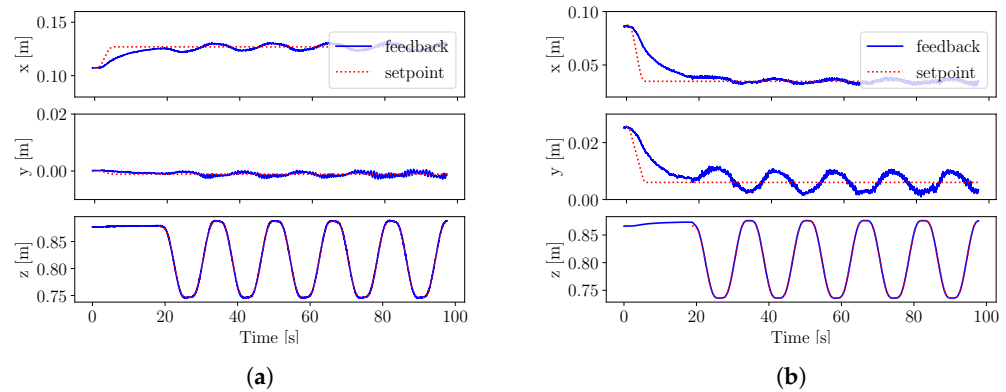 0.15
0.10
x [m]
feedback
setpoint
0.02
0.00
y [m]
0.85
0.80
0.75
z [m]
0 20 40 60 80 100
Time [s]
(a)
0.10
0.05
x [m]
feedback
setpoint
0.02
0.00
y [m]
0.85
0.80
0.75
z [m]
0 20 40 60 80 100
Time [s]
(b)